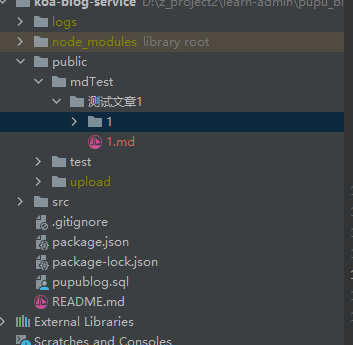 koa-blog-service D:\z_project2\learn-admin\pupu_b
logs
node_modules library root
public
mdTest
测试文章1
1
1.md
test
upload
src
.gitignore
package.json
package-lock.json
pupublog.sql
README.md
External Libraries
Scratches and Consoles